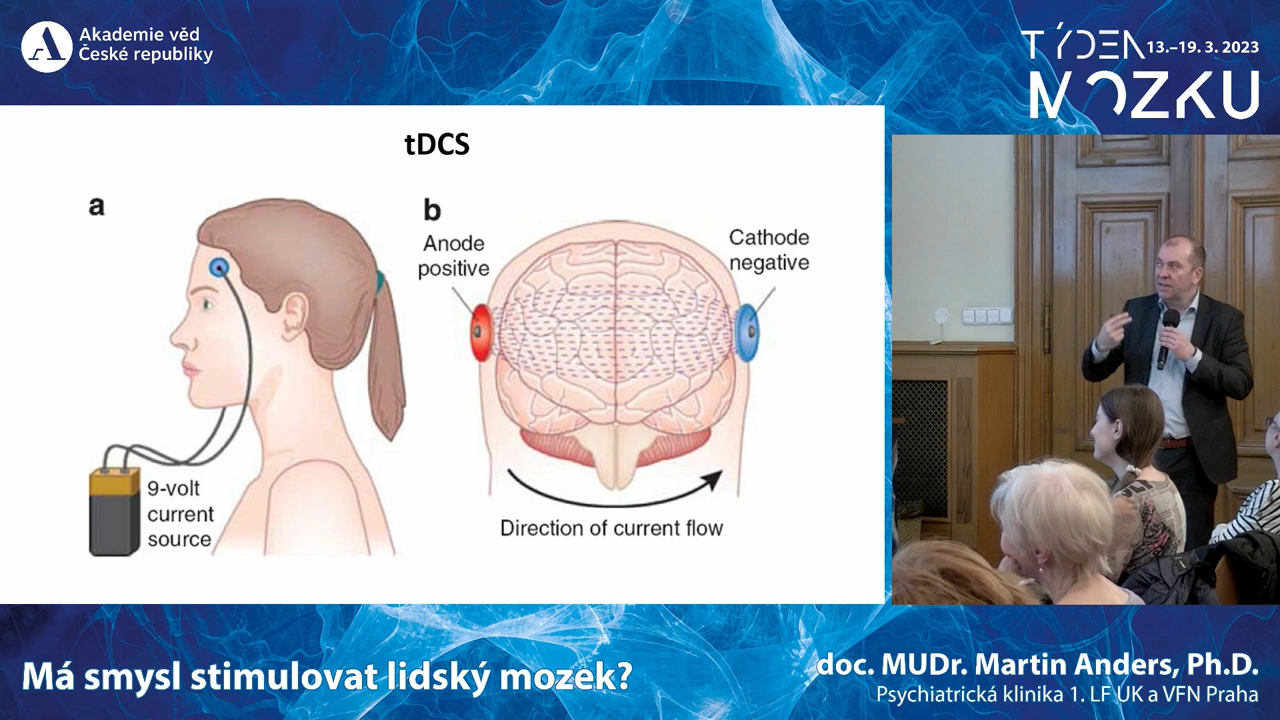 Akademie věd
České republiky
TÝDEN 13.–19. 3. 2023
MOZKU
tDCS
a
b
Anode
positive
Cathode
negative
9-volt
current
source
Direction of current flow
Má smysl stimulovat lidský mozek?
doc. MUDr. Martin Anders, Ph.D.
Psychiatrická klinika 1. LF UK a VFN Praha